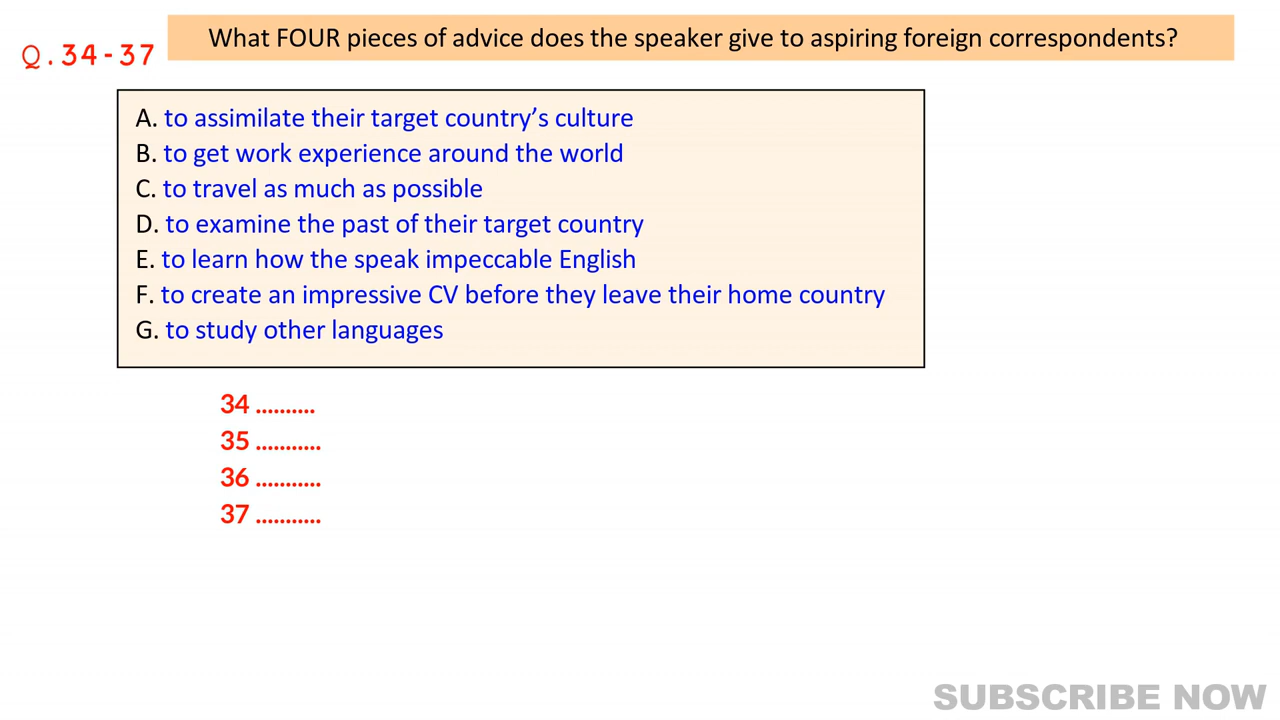 What FOUR pieces of advice does the speaker give to aspiring foreign correspondents?
Q.34-37
A. to assimilate their target country’s culture
B. to get work experience around the world
C. to travel as much as possible
D. to examine the past of their target country
E. to learn how the speak impeccable English
F. to create an impressive CV before they leave their home country
G. to study other languages
34 ..........
35 ...........
36 ...........
37 ...........
SUBSCRIBE NOW